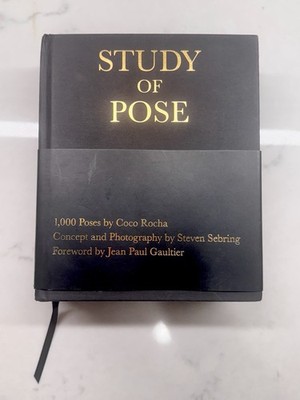 STUDY
OF
POSE
1,000 Poses by Coco Rocha
Concept and Photography by Steven Sebring
Foreword by Jean Paul Gaultier